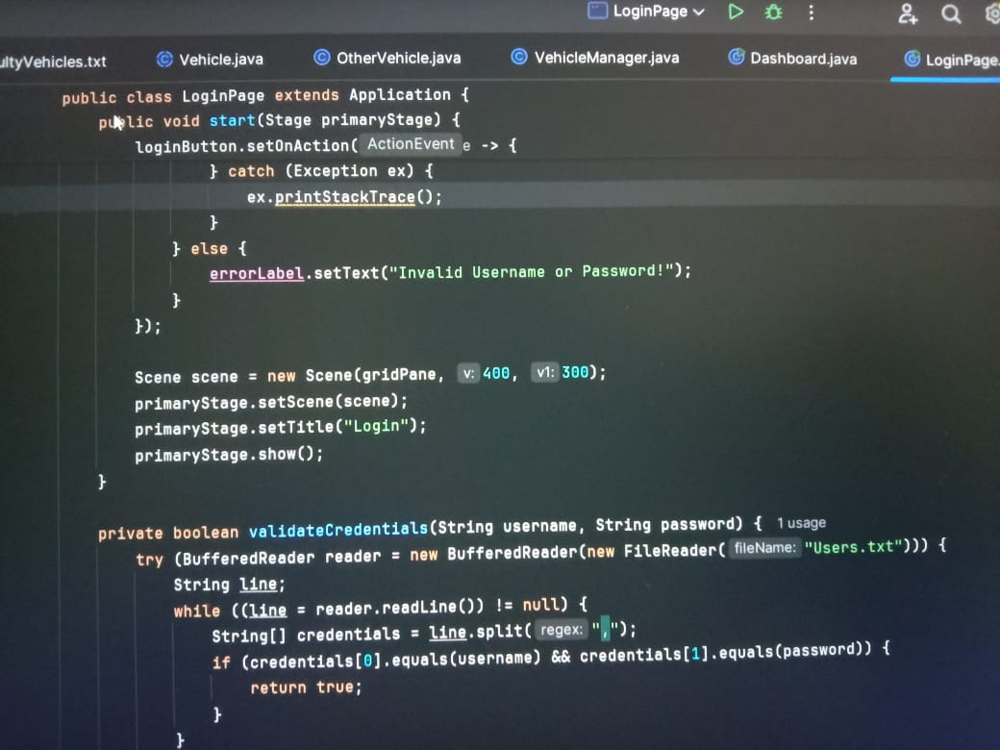 LoginPage
ultyVehicles.txt Vehicle.java OtherVehicle.java VehicleManager.java Dashboard.java LoginPage.
public class LoginPage extends Application {
public void start(Stage primaryStage) {
loginButton.setOnAction( ActionEvent e -> {
} catch (Exception ex) {
ex.printStackTrace();
}
} else {
errorLabel.setText("Invalid Username or Password!");
}
});
Scene scene = new Scene(gridPane, v: 400, v1: 300);
primaryStage.setScene(scene);
primaryStage.setTitle("Login");
primaryStage.show();
}
private boolean validateCredentials(String username, String password) { 1 usage
try (BufferedReader reader = new BufferedReader(new FileReader( fileName: "Users.txt"))) {
String line;
while ((line = reader.readLine()) != null) {
String[] credentials = line.split( regex: ",");
if (credentials[0].equals(username) && credentials[1].equals(password)) {
return true;
}
}